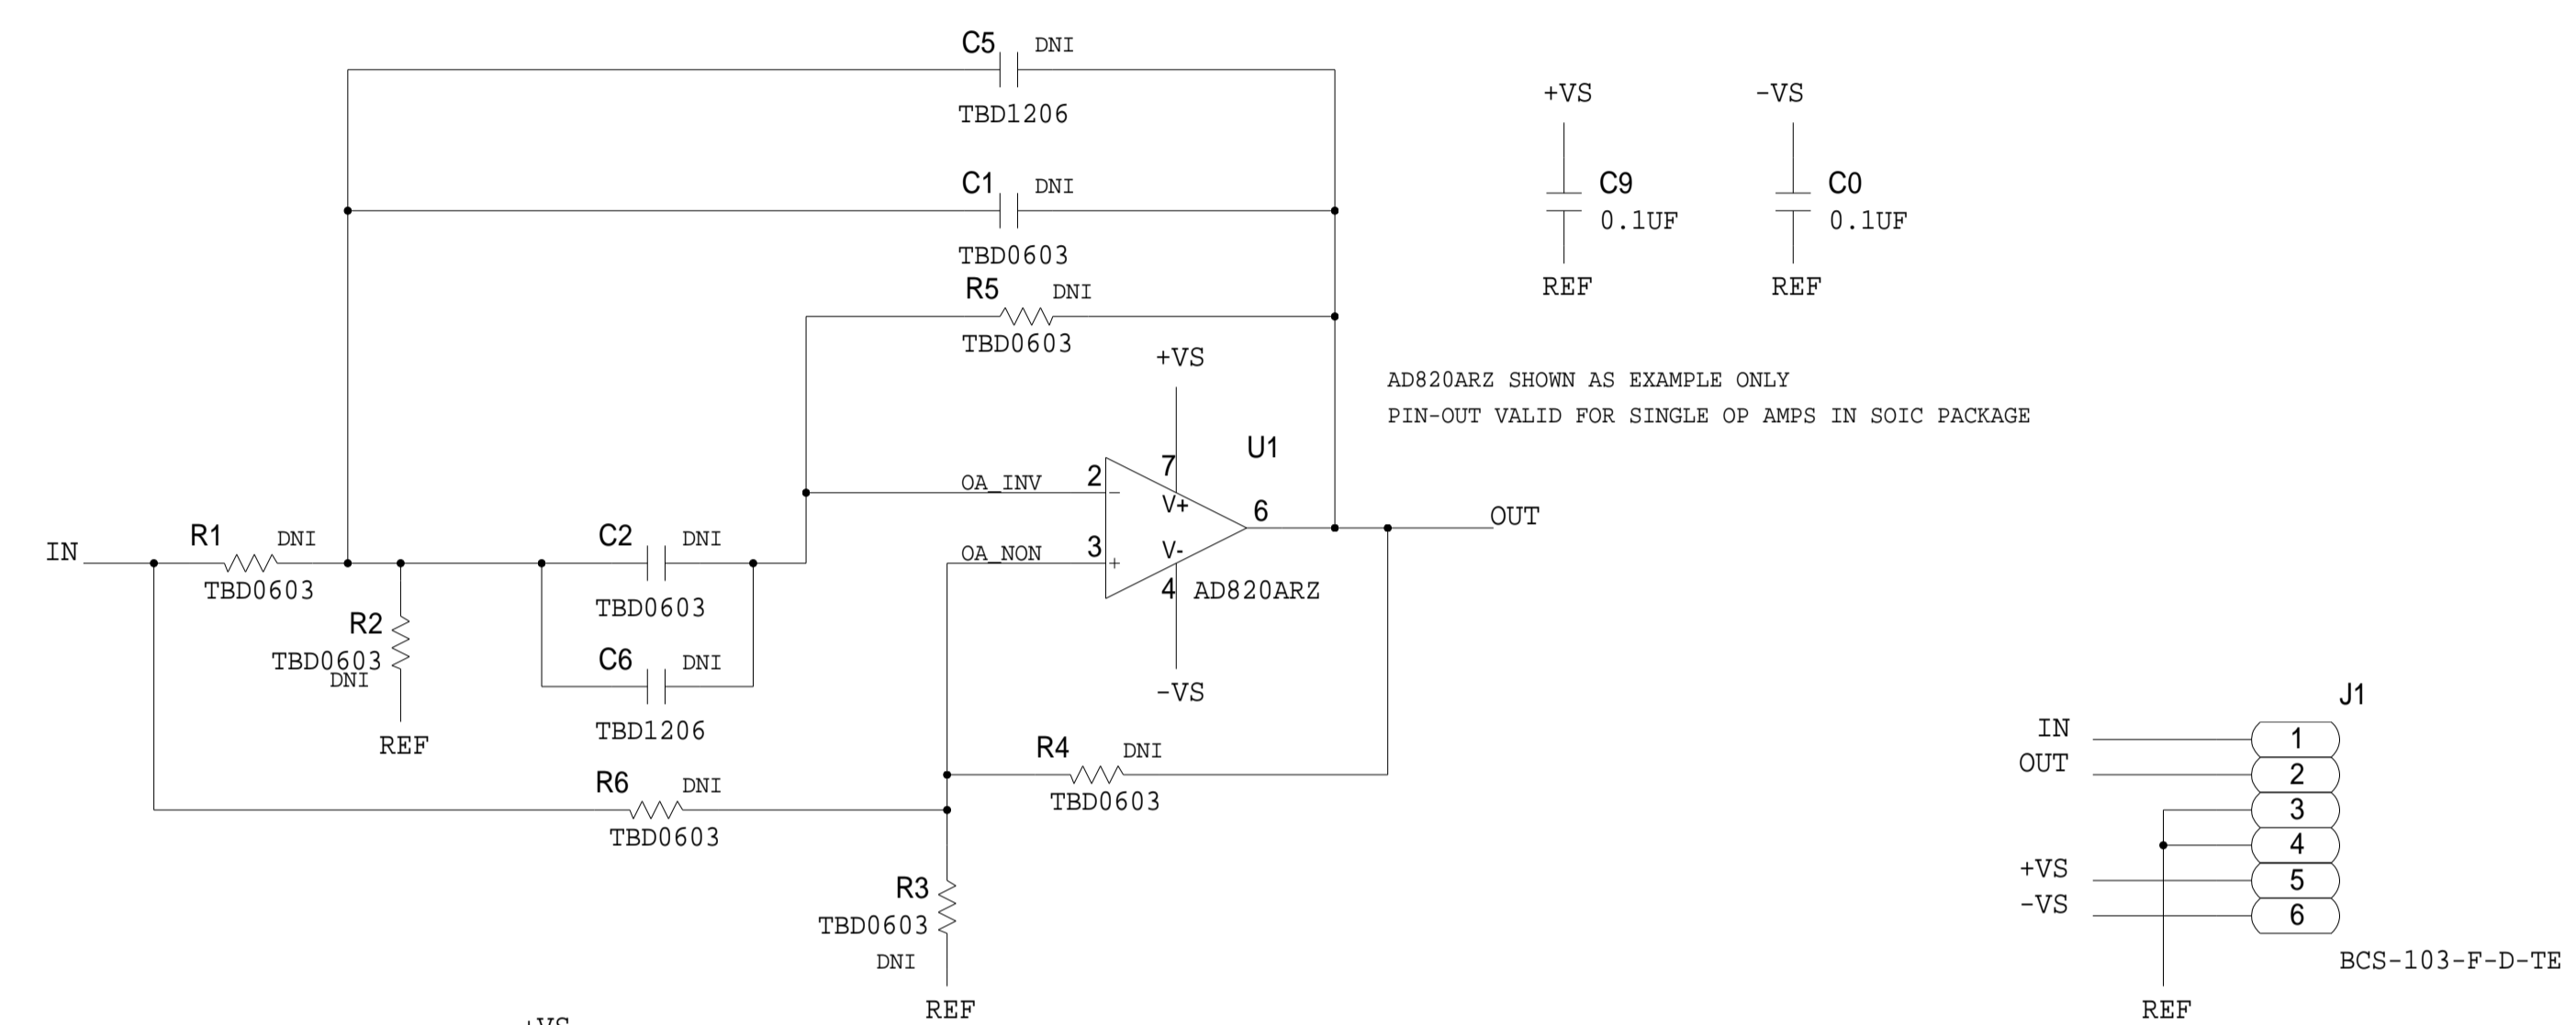 C5 DNI
TBD1206
C1 DNI
TBD0603
R5 DNI
TBD0603
+VS
C9
0.1UF
REF
-VS
C0
0.1UF
REF
AD820ARZ SHOWN AS EXAMPLE ONLY
PIN-OUT VALID FOR SINGLE OP AMPS IN SOIC PACKAGE
+VS
U1
7
V+
OA_INV 2
−
6
OUT
OA_NON 3
+
V-
4
AD820ARZ
-VS
IN
R1 DNI
TBD0603
C2 DNI
TBD0603
R2
TBD0603
DNI
REF
C6 DNI
TBD1206
R4 DNI
TBD0603
R6 DNI
TBD0603
R3
TBD0603
DNI
REF
J1
IN 1
OUT 2
3
4
+VS 5
-VS 6
BCS-103-F-D-TE
REF
+VS